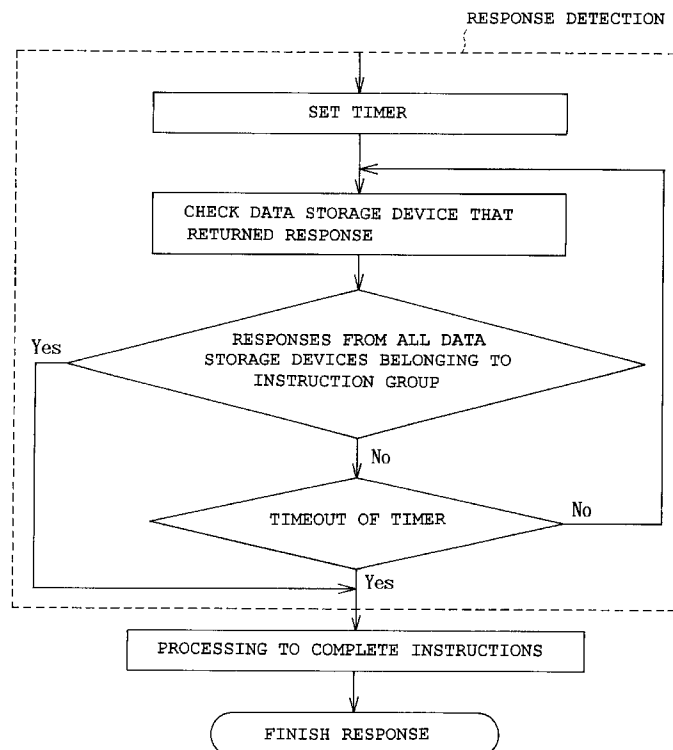 RESPONSE DETECTION
SET TIMER
CHECK DATA STORAGE DEVICE THAT
RETURNED RESPONSE
RESPONSES FROM ALL DATA
STORAGE DEVICES BELONGING TO
INSTRUCTION GROUP
Yes
No
TIMEOUT OF TIMER
No
Yes
PROCESSING TO COMPLETE INSTRUCTIONS
FINISH RESPONSE